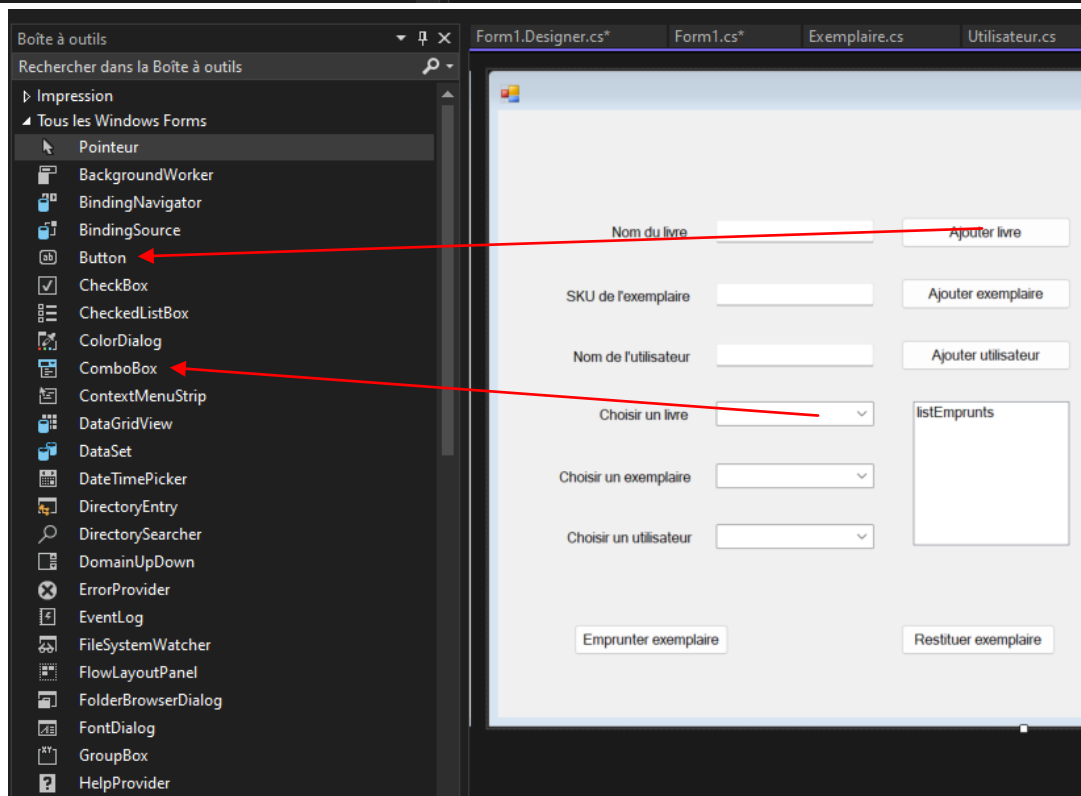 Boîte à outils
Rechercher dans la Boîte à outils
Impression
Tous les Windows Forms
Pointeur
BackgroundWorker
BindingNavigator
BindingSource
Button
CheckBox
CheckedListBox
ColorDialog
ComboBox
ContextMenuStrip
DataGridView
DataSet
DateTimePicker
DirectoryEntry
DirectorySearcher
DomainUpDown
ErrorProvider
EventLog
FileSystemWatcher
FlowLayoutPanel
FolderBrowserDialog
FontDialog
GroupBox
HelpProvider
Form1.Designer.cs* Form1.cs* Exemplaire.cs Utilisateur.cs
Nom du livre Ajouter livre
SKU de l'exemplaire Ajouter exemplaire
Nom de l'utilisateur Ajouter utilisateur
Choisir un livre listEmprunts
Choisir un exemplaire
Choisir un utilisateur
Emprunter exemplaire Restituer exemplaire